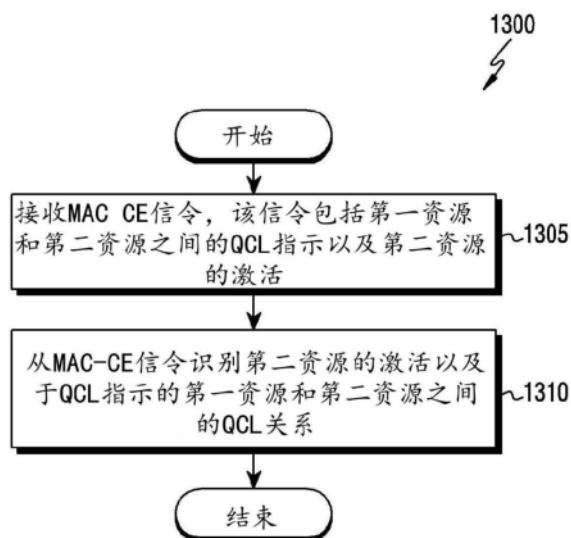 1300
开始
接收MAC CE信令，该信令包括第一资源
和第二资源之间的QCL指示以及第二资源
的激活
1305
从MAC-CE信令识别第二资源的激活以及
于QCL指示的第一资源和第二资源之间
的QCL关系
1310
结束